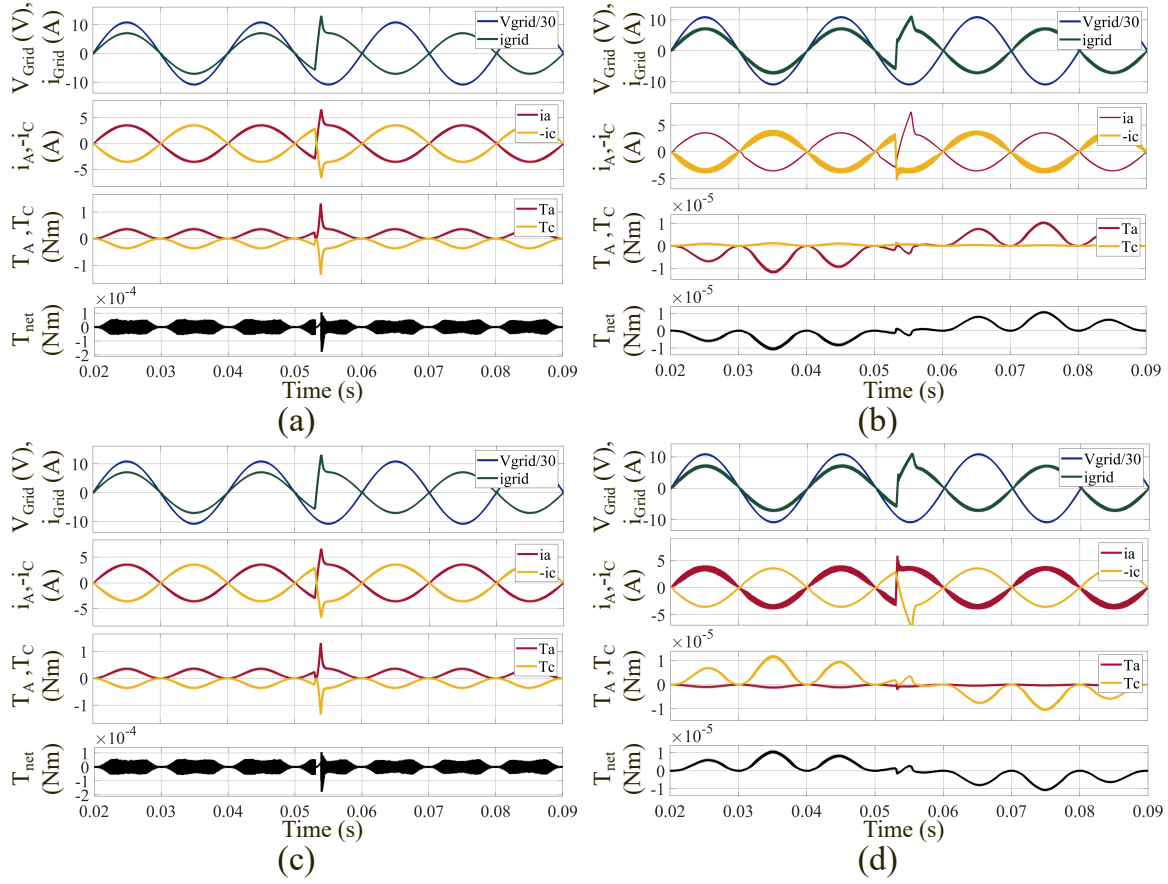 V_Grid (V),
i_Grid (A)
10
0
-10
Vgrid/30
igrid
i_A,-i_C
(A)
5
0
-5
ia
-ic
T_A ,T_C
(Nm)
1
0
-1
Ta
Tc
×10^-4
T_net
(Nm)
1
0
-1
-2
0.02 0.03 0.04 0.05 0.06 0.07 0.08 0.09
Time (s)
(a)
V_Grid (V),
i_Grid (A)
10
0
-10
Vgrid/30
igrid
i_A,-i_C
(A)
5
0
-5
ia
-ic
×10^-5
T_A ,T_C
(Nm)
1
0
-1
Ta
Tc
×10^-5
T_net
(Nm)
1
0
-1
0.02 0.03 0.04 0.05 0.06 0.07 0.08 0.09
Time (s)
(b)
V_Grid (V),
i_Grid (A)
10
0
-10
Vgrid/30
igrid
i_A,-i_C
(A)
5
0
-5
ia
-ic
T_A ,T_C
(Nm)
1
0
-1
Ta
Tc
×10^-4
T_net
(Nm)
1
0
-1
-2
0.02 0.03 0.04 0.05 0.06 0.07 0.08 0.09
Time (s)
(c)
V_Grid (V),
i_Grid (A)
10
0
-10
Vgrid/30
igrid
i_A,-i_C
(A)
5
0
-5
ia
-ic
×10^-5
T_A, T_C
(Nm)
1
0
-1
Ta
Tc
×10^-5
T_net
(Nm)
1
0
-1
0.02 0.03 0.04 0.05 0.06 0.07 0.08 0.09
Time (s)
(d)